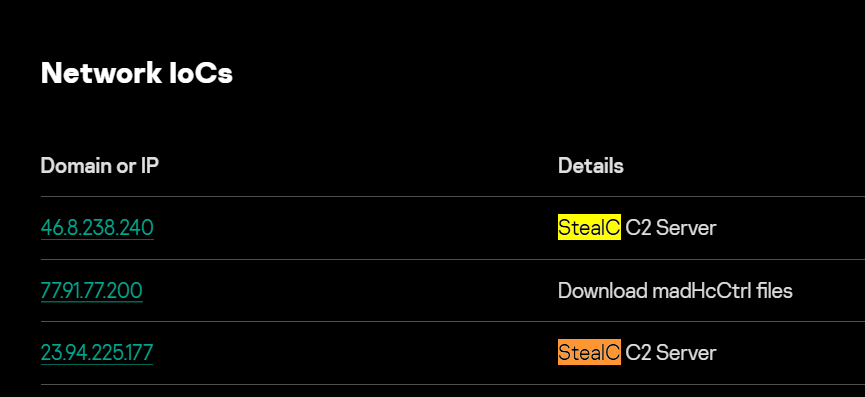 Network IoCs
Domain or IP Details
46.8.238.240 StealC C2 Server
77.91.77.200 Download madHcCtrl files
23.94.225.177 StealC C2 Server